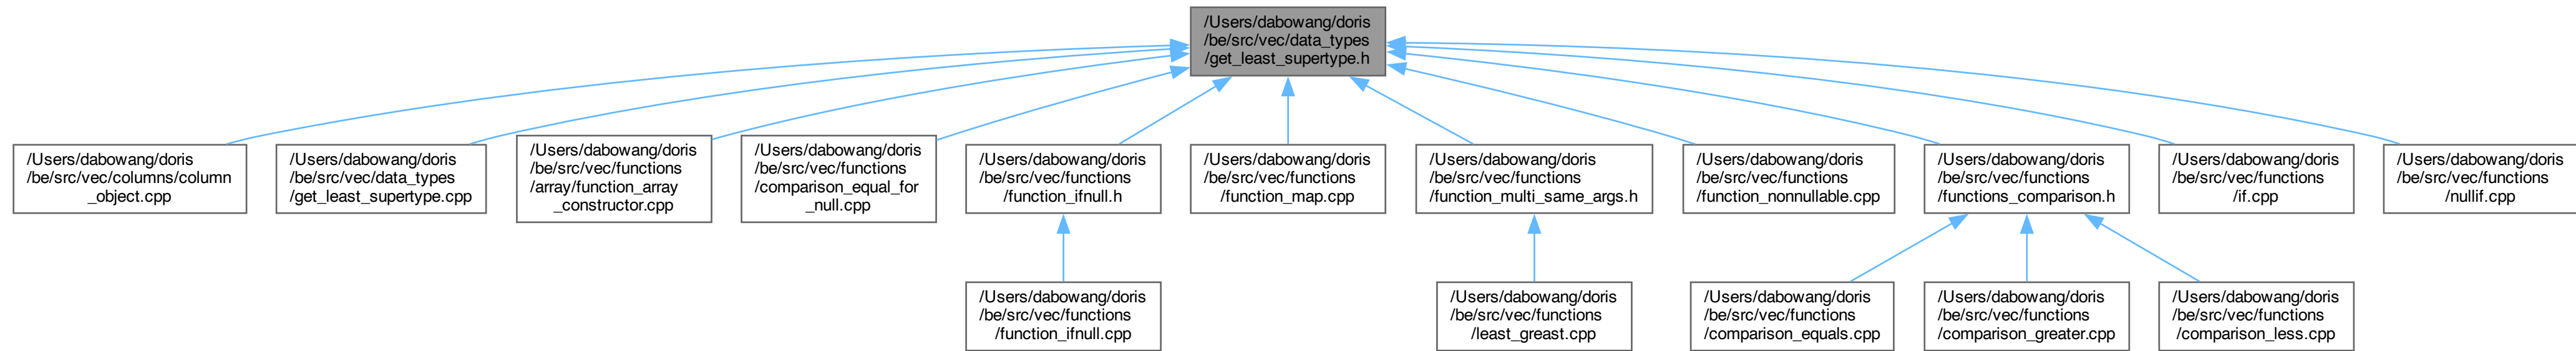 /Users/dabowang/doris
/be/src/vec/data_types
/get_least_supertype.h
/Users/dabowang/doris
/be/src/vec/columns/column
_object.cpp
/Users/dabowang/doris
/be/src/vec/data_types
/get_least_supertype.cpp
/Users/dabowang/doris
/be/src/vec/functions
/array/function_array
_constructor.cpp
/Users/dabowang/doris
/be/src/vec/functions
/comparison_equal_for
_null.cpp
/Users/dabowang/doris
/be/src/vec/functions
/function_ifnull.h
/Users/dabowang/doris
/be/src/vec/functions
/function_map.cpp
/Users/dabowang/doris
/be/src/vec/functions
/function_multi_same_args.h
/Users/dabowang/doris
/be/src/vec/functions
/function_nonnullable.cpp
/Users/dabowang/doris
/be/src/vec/functions
/functions_comparison.h
/Users/dabowang/doris
/be/src/vec/functions
/if.cpp
/Users/dabowang/doris
/be/src/vec/functions
/nullif.cpp
/Users/dabowang/doris
/be/src/vec/functions
/function_ifnull.cpp
/Users/dabowang/doris
/be/src/vec/functions
/least_greast.cpp
/Users/dabowang/doris
/be/src/vec/functions
/comparison_equals.cpp
/Users/dabowang/doris
/be/src/vec/functions
/comparison_greater.cpp
/Users/dabowang/doris
/be/src/vec/functions
/comparison_less.cpp